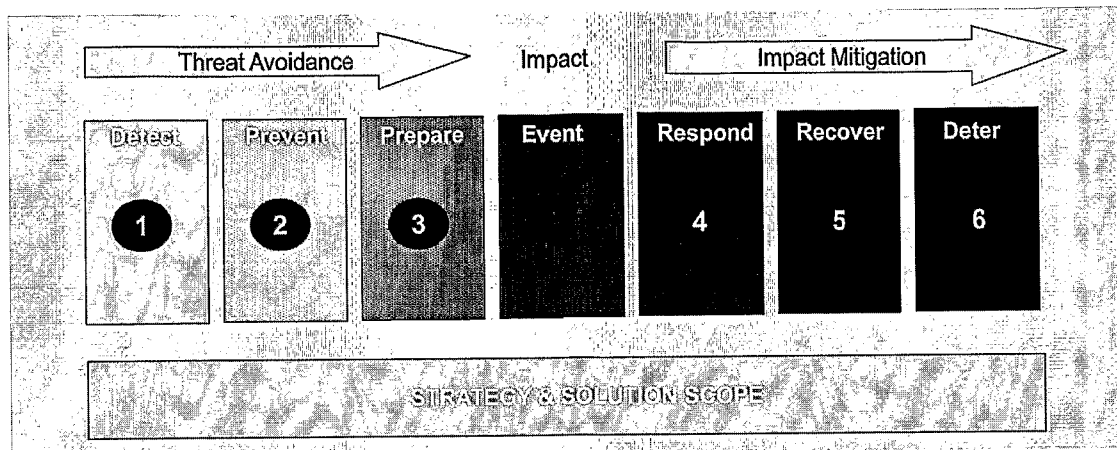 Threat Avoidance
Impact
Impact Mitigation
Detect
Prevent
Prepare
Event
Respond
Recover
Deter
1
2
3
4
5
6
STRATEGY & SOLUTION SCOPE